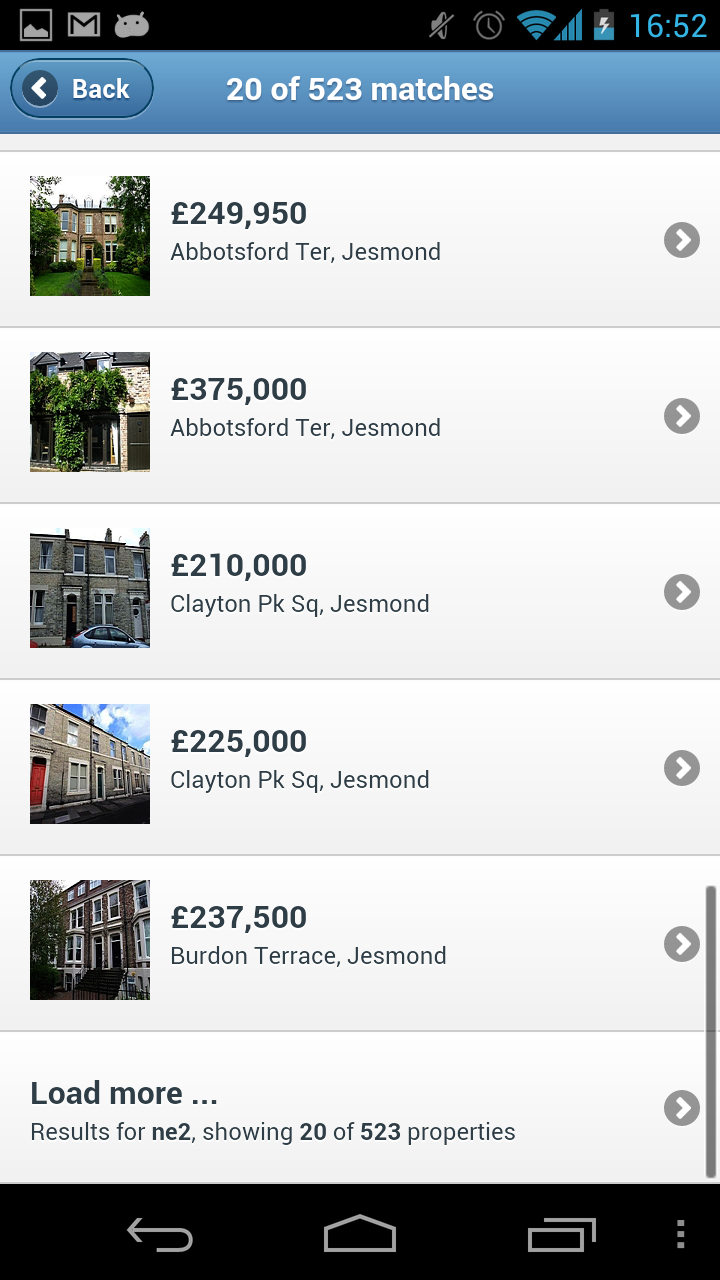 16:52
Back
20 of 523 matches
£249,950
Abbotsford Ter, Jesmond
£375,000
Abbotsford Ter, Jesmond
£210,000
Clayton Pk Sq, Jesmond
£225,000
Clayton Pk Sq, Jesmond
£237,500
Burdon Terrace, Jesmond
Load more ...
Results for ne2, showing 20 of 523 properties